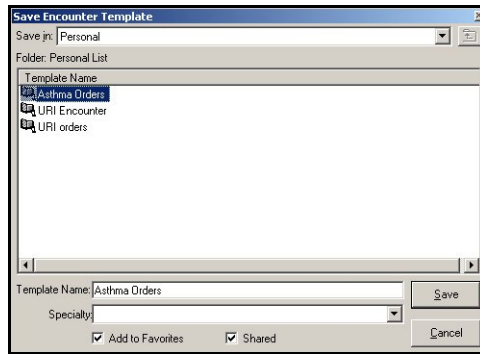 Save Encounter Template
Save in: Personal
Folder: Personal List
Template Name
Asthma Orders
URI Encounter
URI orders
Template Name: Asthma Orders
Save
Specialty:
Add to Favorites Shared
Cancel